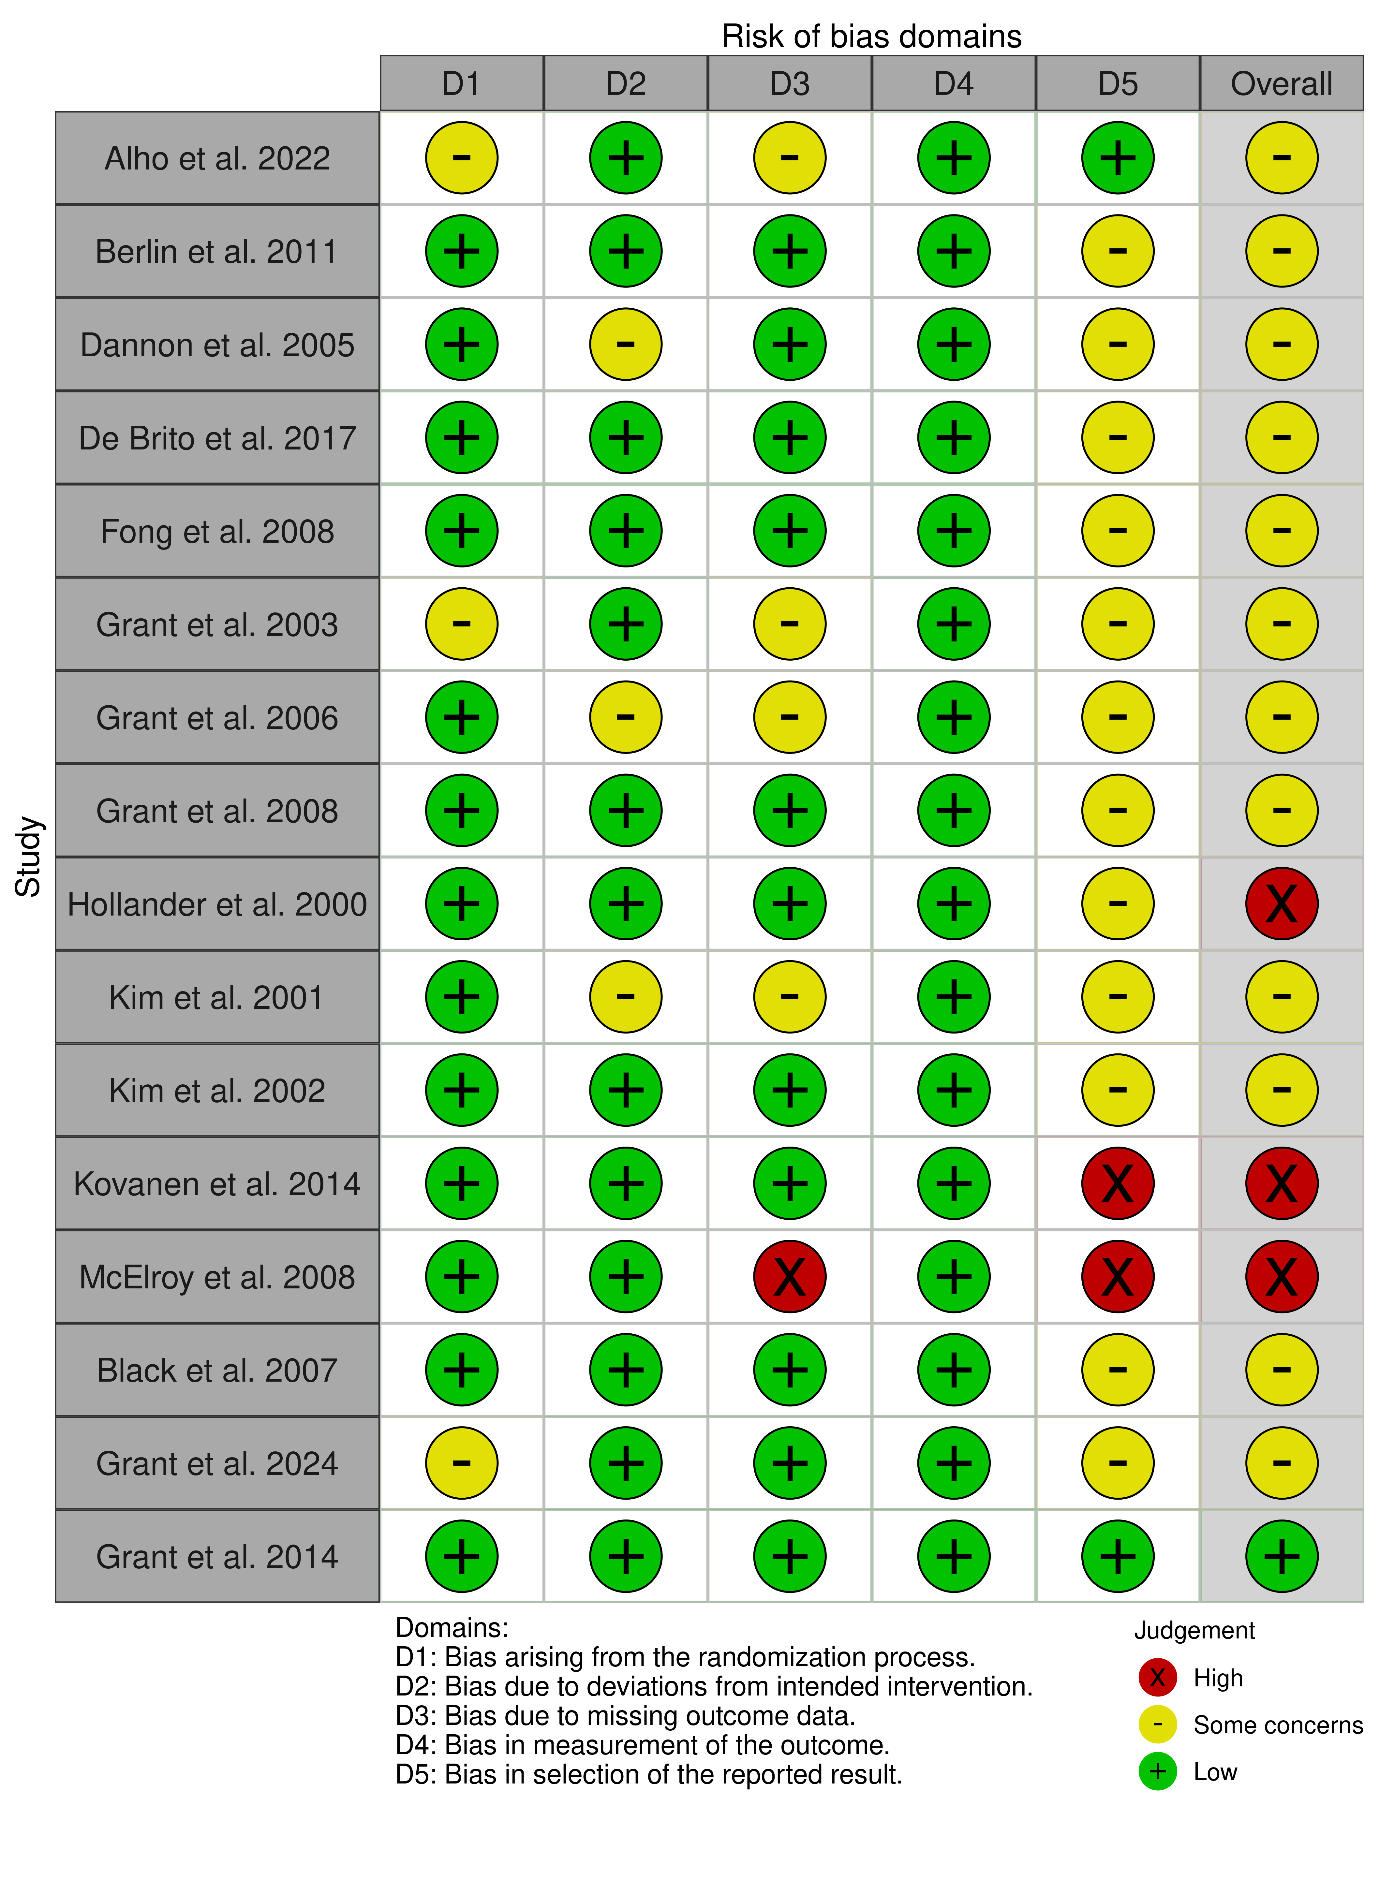 Risk of bias domains
D1 D2 D3 D4 D5 Overall
Study
Alho et al. 2022 - + - + + -
Berlin et al. 2011 + + + + - -
Dannon et al. 2005 + - + + - -
De Brito et al. 2017 + + + + - -
Fong et al. 2008 + + + + - -
Grant et al. 2003 - + - + - -
Grant et al. 2006 + - - + - -
Grant et al. 2008 + + + + - -
Hollander et al. 2000 + + + + - X
Kim et al. 2001 + - - + - -
Kim et al. 2002 + + + + - -
Kovanen et al. 2014 + + + + X X
McElroy et al. 2008 + + X + X X
Black et al. 2007 + + + + - -
Grant et al. 2024 - + + + - -
Grant et al. 2014 + + + + + +
Domains:
D1: Bias arising from the randomization process.
D2: Bias due to deviations from intended intervention.
D3: Bias due to missing outcome data.
D4: Bias in measurement of the outcome.
D5: Bias in selection of the reported result.
Judgement
X High
- Some concerns
+ Low